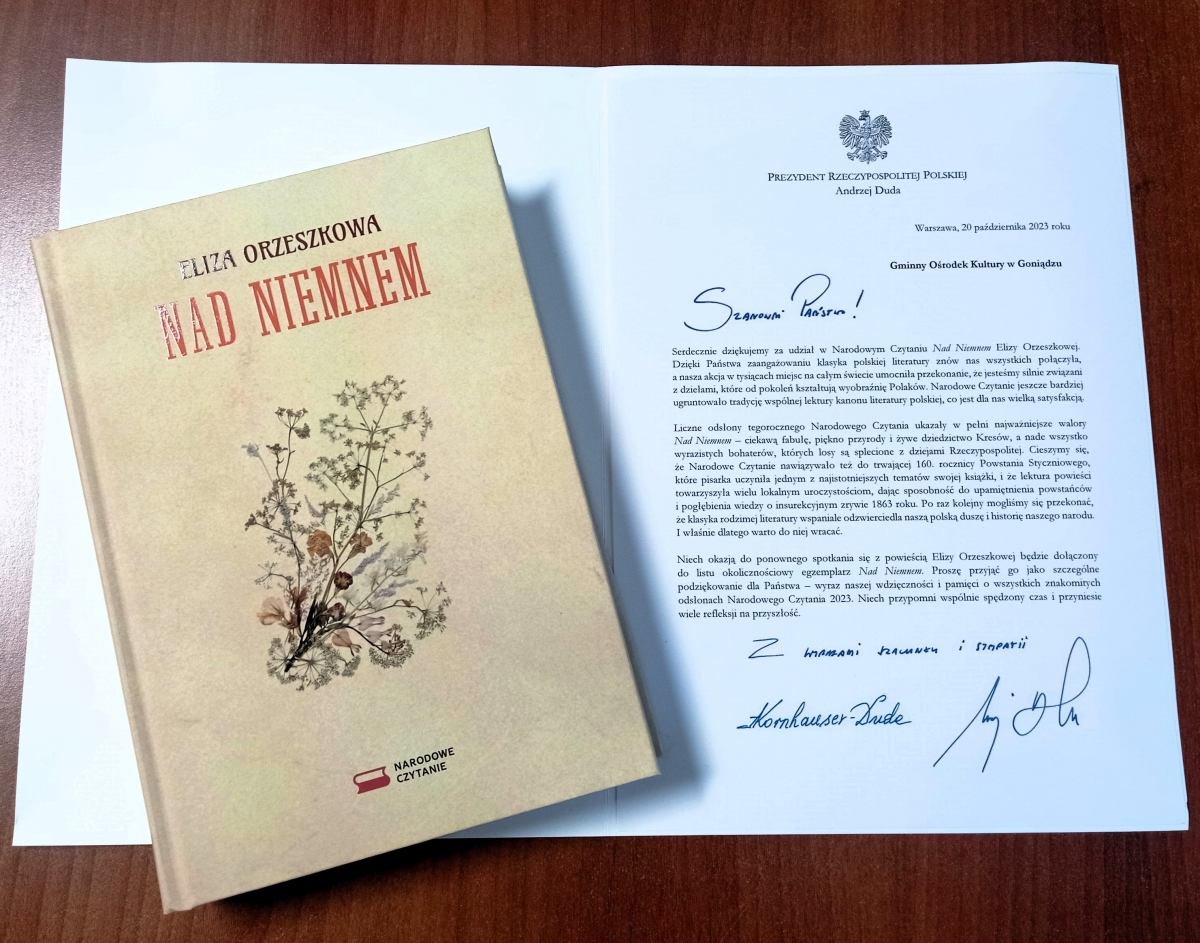 ELIZA ORZESZKOWA
NAD NIEMNEM
NARODOWE
CZYTANIE
PREZYDENT RZECZYPOSPOLITEJ POLSKIEJ
Andrzej Duda
Warszawa, 20 października 2023 roku
Gminny Ośrodek Kultury w Goniądzu
Szanowni Państwo!
Serdecznie dziękujemy za udział w Narodowym Czytaniu Nad Niemnem Elizy Orzeszkowej.
Dzięki Państwa zaangażowaniu klasyka polskiej literatury znów nas wszystkich połączyła,
a nasza akcja w tysiącach miejsc na całym świecie umocniła przekonanie, że jesteśmy silnie związani
z dziełami, które od pokoleń kształtują wyobraźnię Polaków. Narodowe Czytanie jeszcze bardziej
ugruntowało tradycję wspólnej lektury kanonu literatury polskiej, co jest dla nas wielką satysfakcją.
Liczne odsłony tegorocznego Narodowego Czytania ukazały w pełni najważniejsze walory
Nad Niemnem – ciekawą fabułę, piękno przyrody i żywe dziedzictwo Kresów, a nade wszystko
wyrazistych bohaterów, których losy są splecione z dziejami Rzeczypospolitej. Cieszymy się,
że Narodowe Czytanie nawiązywało też do trwającej 160. rocznicy Powstania Styczniowego,
które pisarka uczyniła jednym z najistotniejszych tematów swojej książki, i że lektura powieści
towarzyszyła wielu lokalnym uroczystościom, dając sposobność do upamiętnienia powstańców
i pogłębienia wiedzy o insurekcyjnym zrywie 1863 roku. Po raz kolejny mogliśmy się przekonać,
że klasyka rodzimej literatury wspaniale odzwierciedla naszą polską duszę i historię naszego narodu.
I właśnie dlatego warto do niej wracać.
Niech okazją do ponownego spotkania się z powieścią Elizy Orzeszkowej będzie dołączony
do listu okolicznościowy egzemplarz Nad Niemnem. Proszę przyjąć go jako szczególne
podziękowanie dla Państwa – wyraz naszej wdzięczności i pamięci o wszystkich znakomitych
odsłonach Narodowego Czytania 2023. Niech przypomni wspólnie spędzony czas i przyniesie
wiele refleksji na przyszłość.
Z wyrazami szacunku i sympatii
Kornhauser-Duda